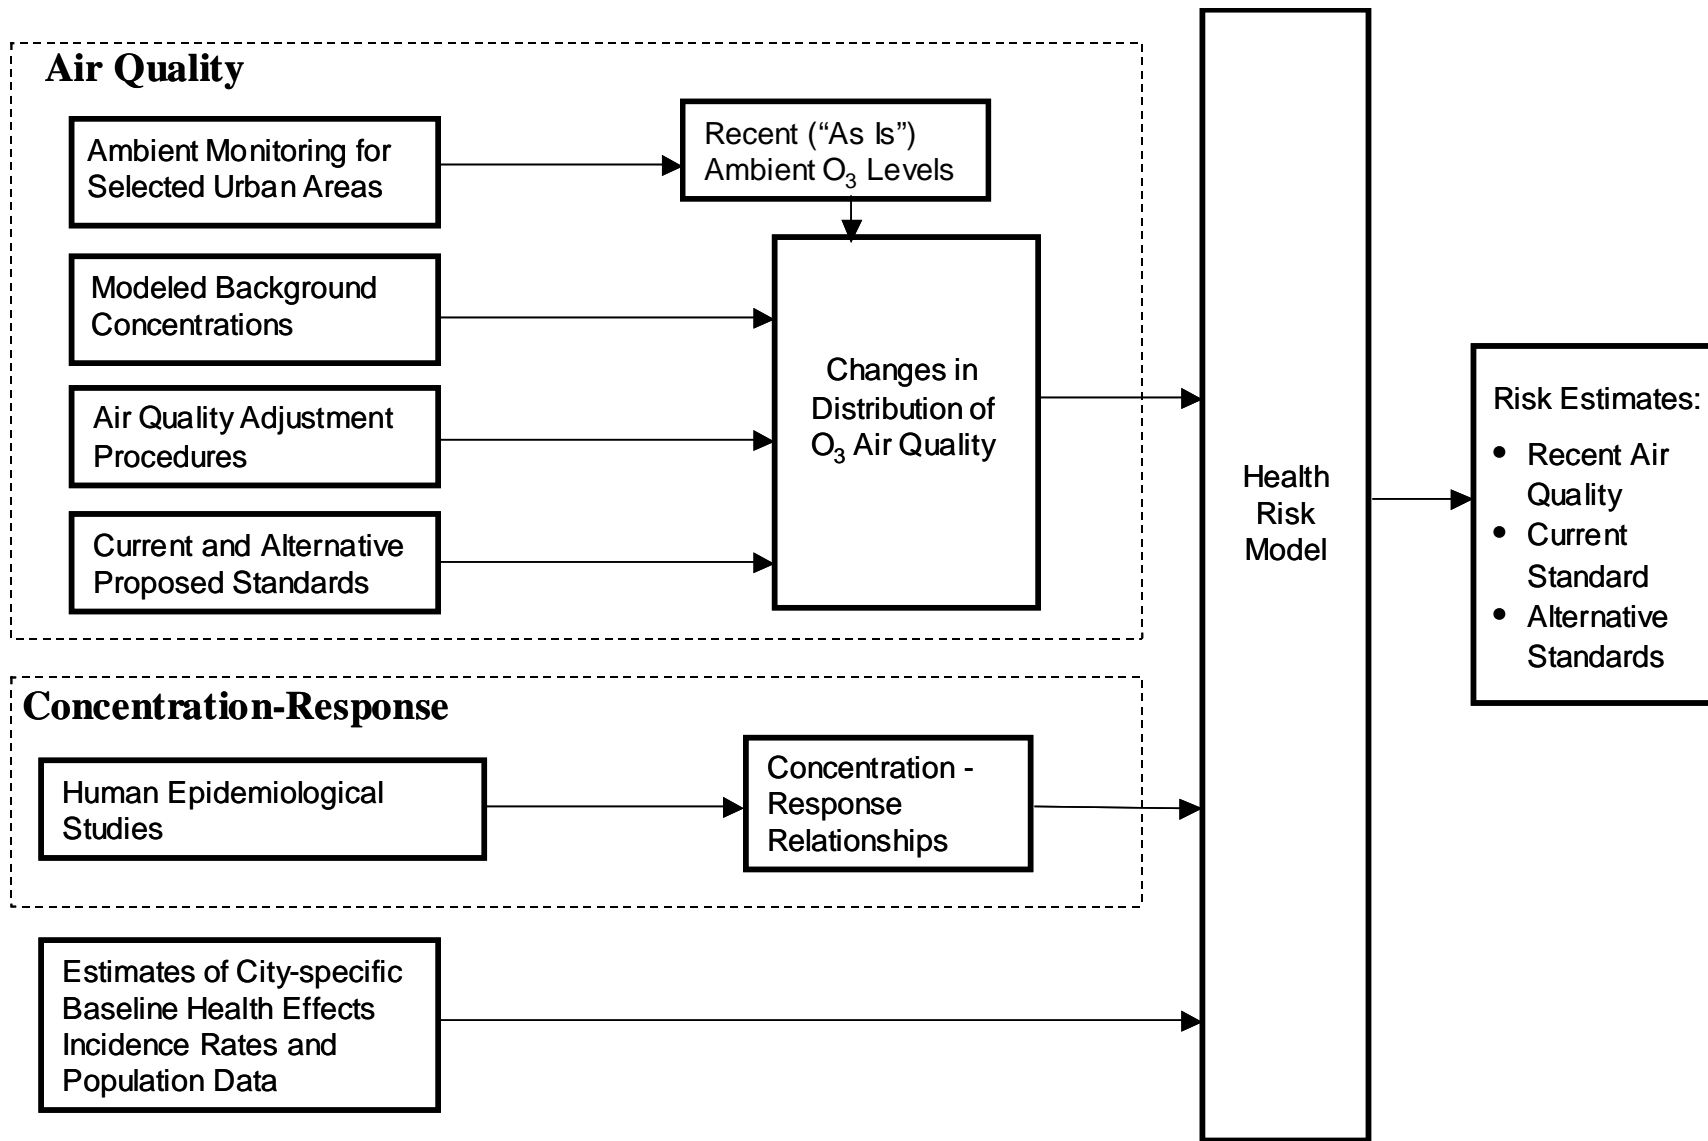 Air Quality
Ambient Monitoring for
Selected Urban Areas
Recent (“As Is”)
Ambient O₃ Levels
Modeled Background
Concentrations
Air Quality Adjustment
Procedures
Current and Alternative
Proposed Standards
Changes in
Distribution of
O₃ Air Quality
Concentration-Response
Human Epidemiological
Studies
Concentration -
Response
Relationships
Estimates of City-specific
Baseline Health Effects
Incidence Rates and
Population Data
Health
Risk
Model
Risk Estimates:
• Recent Air
Quality
• Current
Standard
• Alternative
Standards